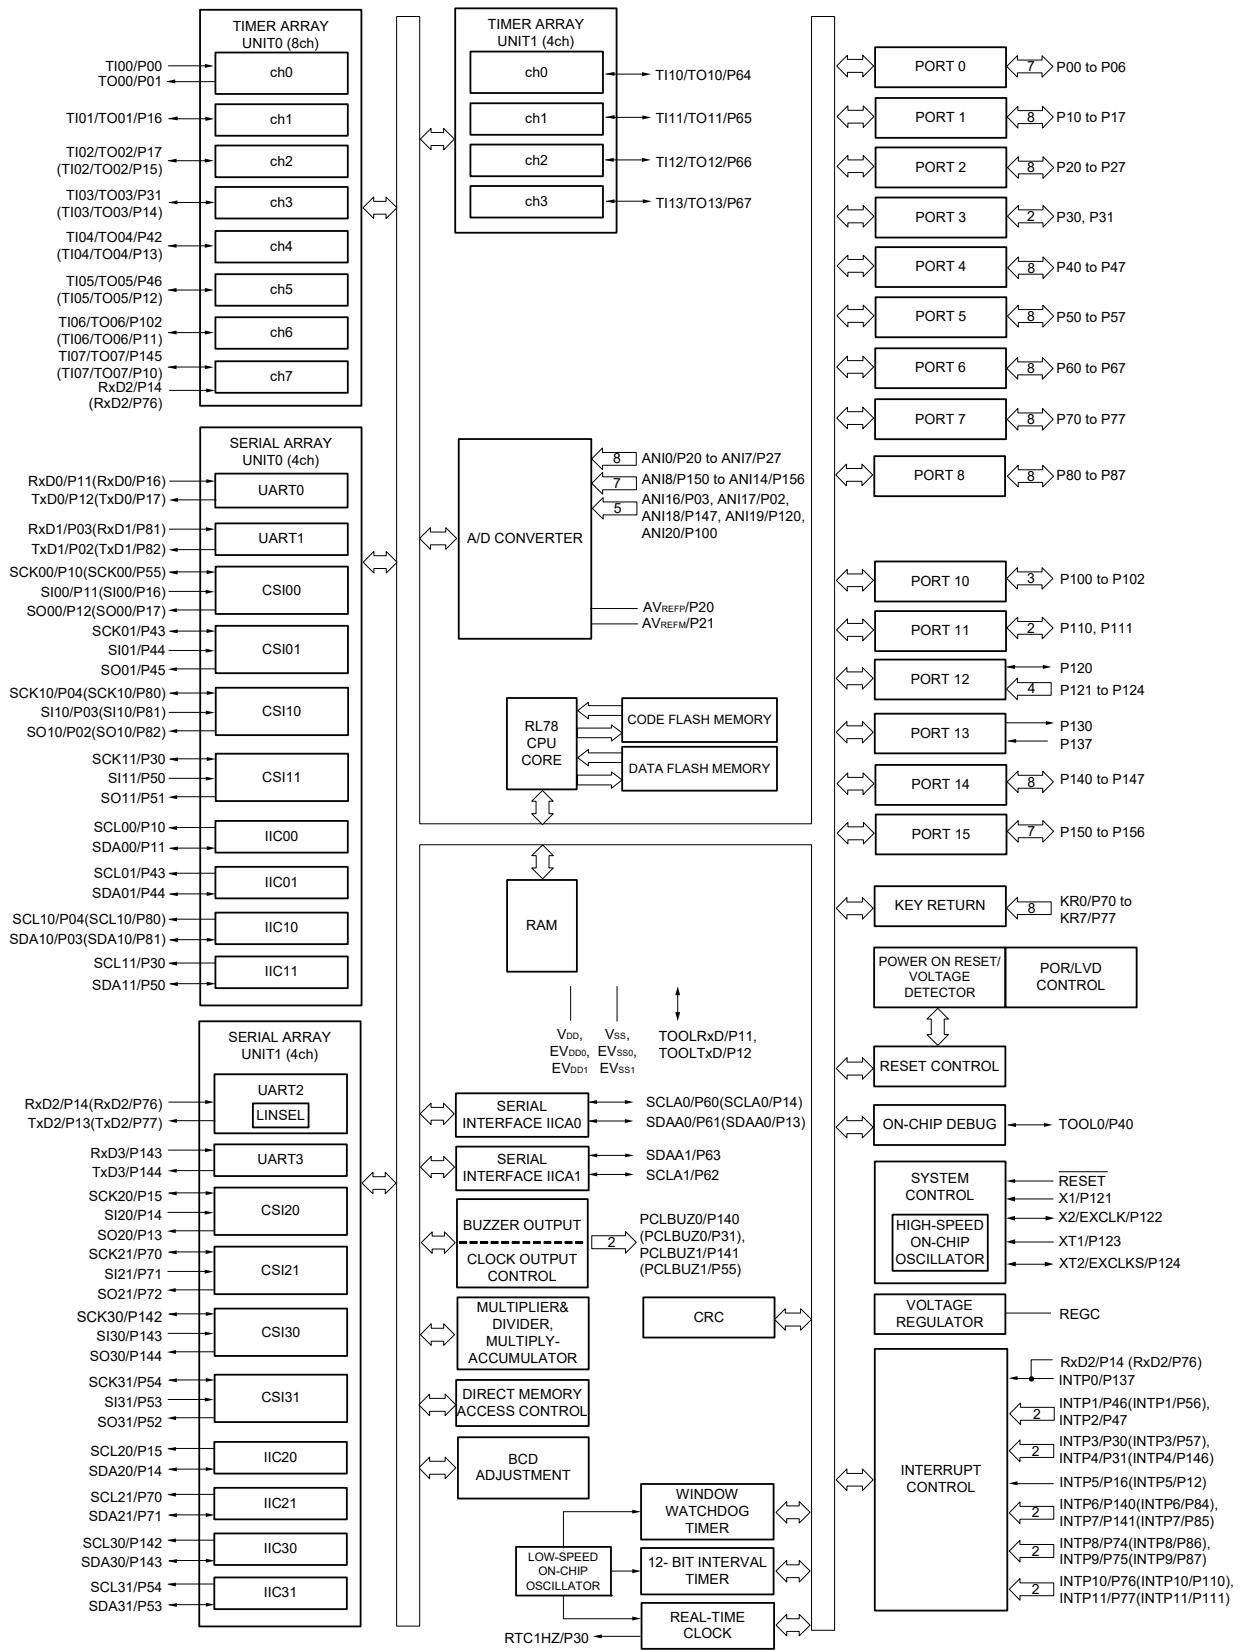 TIMER ARRAY
UNIT0 (8ch)
ch0
TI00/P00
TO00/P01
ch1
TI01/TO01/P16
ch2
TI02/TO02/P17
(TI02/TO02/P15)
ch3
TI03/TO03/P31
(TI03/TO03/P14)
ch4
TI04/TO04/P42
(TI04/TO04/P13)
ch5
TI05/TO05/P46
(TI05/TO05/P12)
ch6
TI06/TO06/P102
(TI06/TO06/P11)
ch7
TI07/TO07/P145
(TI07/TO07/P10)
RxD2/P14
(RxD2/P76)
SERIAL ARRAY
UNIT0 (4ch)
UART0
RxD0/P11(RxD0/P16)
TxD0/P12(TxD0/P17)
UART1
RxD1/P03(RxD1/P81)
TxD1/P02(TxD1/P82)
CSI00
SCK00/P10(SCK00/P55)
SI00/P11(SI00/P16)
SO00/P12(SO00/P17)
CSI01
SCK01/P43
SI01/P44
SO01/P45
CSI10
SCK10/P04(SCK10/P80)
SI10/P03(SI10/P81)
SO10/P02(SO10/P82)
CSI11
SCK11/P30
SI11/P50
SO11/P51
IIC00
SCL00/P10
SDA00/P11
IIC01
SCL01/P43
SDA01/P44
IIC10
SCL10/P04(SCL10/P80)
SDA10/P03(SDA10/P81)
IIC11
SCL11/P30
SDA11/P50
SERIAL ARRAY
UNIT1 (4ch)
UART2
LINSEL
RxD2/P14(RxD2/P76)
TxD2/P13(TxD2/P77)
UART3
RxD3/P143
TxD3/P144
CSI20
SCK20/P15
SI20/P14
SO20/P13
CSI21
SCK21/P70
SI21/P71
SO21/P72
CSI30
SCK30/P142
SI30/P143
SO30/P144
CSI31
SCK31/P54
SI31/P53
SO31/P52
IIC20
SCL20/P15
SDA20/P14
IIC21
SCL21/P70
SDA21/P71
IIC30
SCL30/P142
SDA30/P143
IIC31
SCL31/P54
SDA31/P53
TIMER ARRAY
UNIT1 (4ch)
ch0
TI10/TO10/P64
ch1
TI11/TO11/P65
ch2
TI12/TO12/P66
ch3
TI13/TO13/P67
A/D CONVERTER
8 ANI0/P20 to ANI7/P27
7 ANI8/P150 to ANI14/P156
5 ANI16/P03, ANI17/P02,
ANI18/P147, ANI19/P120,
ANI20/P100
AVREFP/P20
AVREFM/P21
RL78
CPU
CORE
CODE FLASH MEMORY
DATA FLASH MEMORY
RAM
VDD,
EVDD0,
EVDD1
VSS,
EVSS0,
EVSS1
TOOLRxD/P11,
TOOLTxD/P12
SERIAL
INTERFACE IICA0
SCLA0/P60(SCLA0/P14)
SDAA0/P61(SDAA0/P13)
SERIAL
INTERFACE IICA1
SDAA1/P63
SCLA1/P62
BUZZER OUTPUT
CLOCK OUTPUT
CONTROL
2
PCLBUZ0/P140
(PCLBUZ0/P31),
PCLBUZ1/P141
(PCLBUZ1/P55)
MULTIPLIER&
DIVIDER,
MULTIPLY-
ACCUMULATOR
CRC
DIRECT MEMORY
ACCESS CONTROL
BCD
ADJUSTMENT
WINDOW
WATCHDOG
TIMER
LOW-SPEED
ON-CHIP
OSCILLATOR
12- BIT INTERVAL
TIMER
REAL-TIME
CLOCK
RTC1HZ/P30
PORT 0
7 P00 to P06
PORT 1
8 P10 to P17
PORT 2
8 P20 to P27
PORT 3
2 P30, P31
PORT 4
8 P40 to P47
PORT 5
8 P50 to P57
PORT 6
8 P60 to P67
PORT 7
8 P70 to P77
PORT 8
8 P80 to P87
PORT 10
3 P100 to P102
PORT 11
2 P110, P111
PORT 12
P120
4 P121 to P124
PORT 13
P130
P137
PORT 14
8 P140 to P147
PORT 15
7 P150 to P156
KEY RETURN
8 KR0/P70 to
KR7/P77
POWER ON RESET/
VOLTAGE
DETECTOR
POR/LVD
CONTROL
RESET CONTROL
ON-CHIP DEBUG
TOOL0/P40
SYSTEM
CONTROL
HIGH-SPEED
ON-CHIP
OSCILLATOR
RESET
X1/P121
X2/EXCLK/P122
XT1/P123
XT2/EXCLKS/P124
VOLTAGE
REGULATOR
REGC
INTERRUPT
CONTROL
RxD2/P14 (RxD2/P76)
INTP0/P137
2 INTP1/P46(INTP1/P56),
INTP2/P47
2 INTP3/P30(INTP3/P57),
INTP4/P31(INTP4/P146)
INTP5/P16(INTP5/P12)
2 INTP6/P140(INTP6/P84),
INTP7/P141(INTP7/P85)
2 INTP8/P74(INTP8/P86),
INTP9/P75(INTP9/P87)
2 INTP10/P76(INTP10/P110),
INTP11/P77(INTP11/P111)